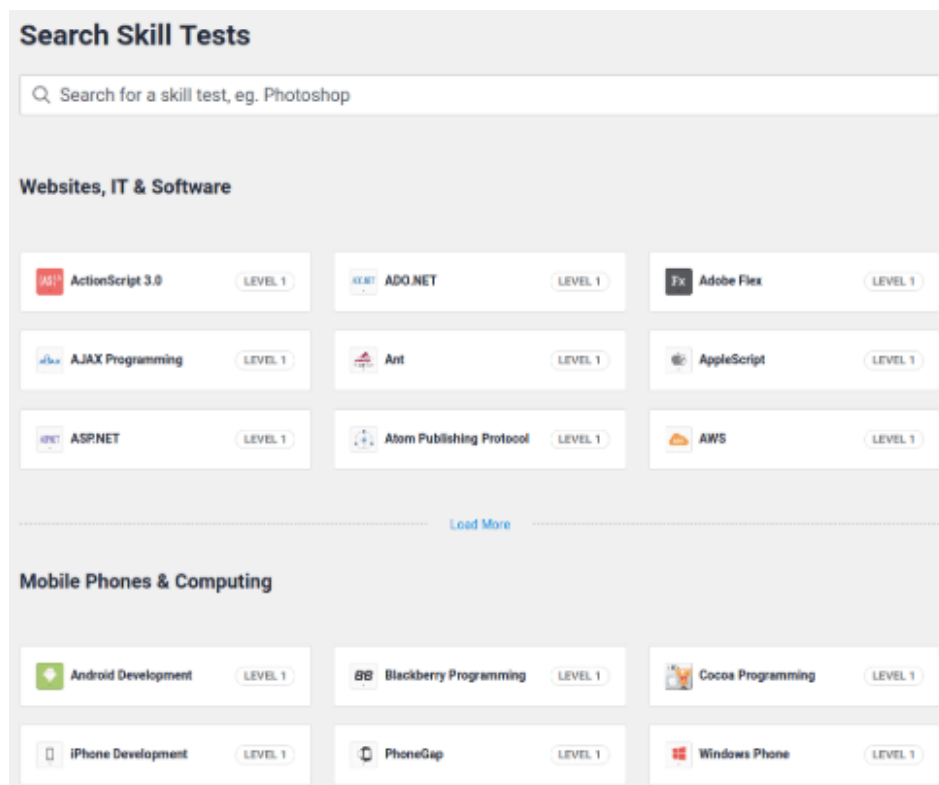 Search Skill Tests
Search for a skill test, eg. Photoshop
Websites, IT & Software
ActionScript 3.0 LEVEL 1 ADO.NET LEVEL 1 Fx Adobe Flex LEVEL 1
AJAX Programming LEVEL 1 Ant LEVEL 1 AppleScript LEVEL 1
ASP.NET LEVEL 1 Atom Publishing Protocol LEVEL 1 AWS LEVEL 1
Load More
Mobile Phones & Computing
Android Development LEVEL 1 BB Blackberry Programming LEVEL 1 Cocoa Programming LEVEL 1
iPhone Development LEVEL 1 PhoneGap LEVEL 1 Windows Phone LEVEL 1